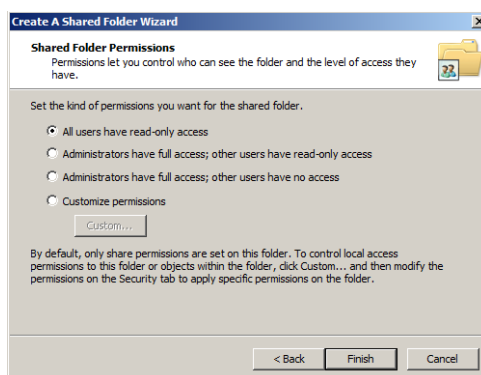 Create A Shared Folder Wizard
Shared Folder Permissions
Permissions let you control who can see the folder and the level of access they
have.
Set the kind of permissions you want for the shared folder.
All users have read-only access
Administrators have full access; other users have read-only access
Administrators have full access; other users have no access
Customize permissions
Custom...
By default, only share permissions are set on this folder. To control local access
permissions to this folder or objects within the folder, click Custom... and then modify the
permissions on the Security tab to apply specific permissions on the folder.
< Back Finish Cancel